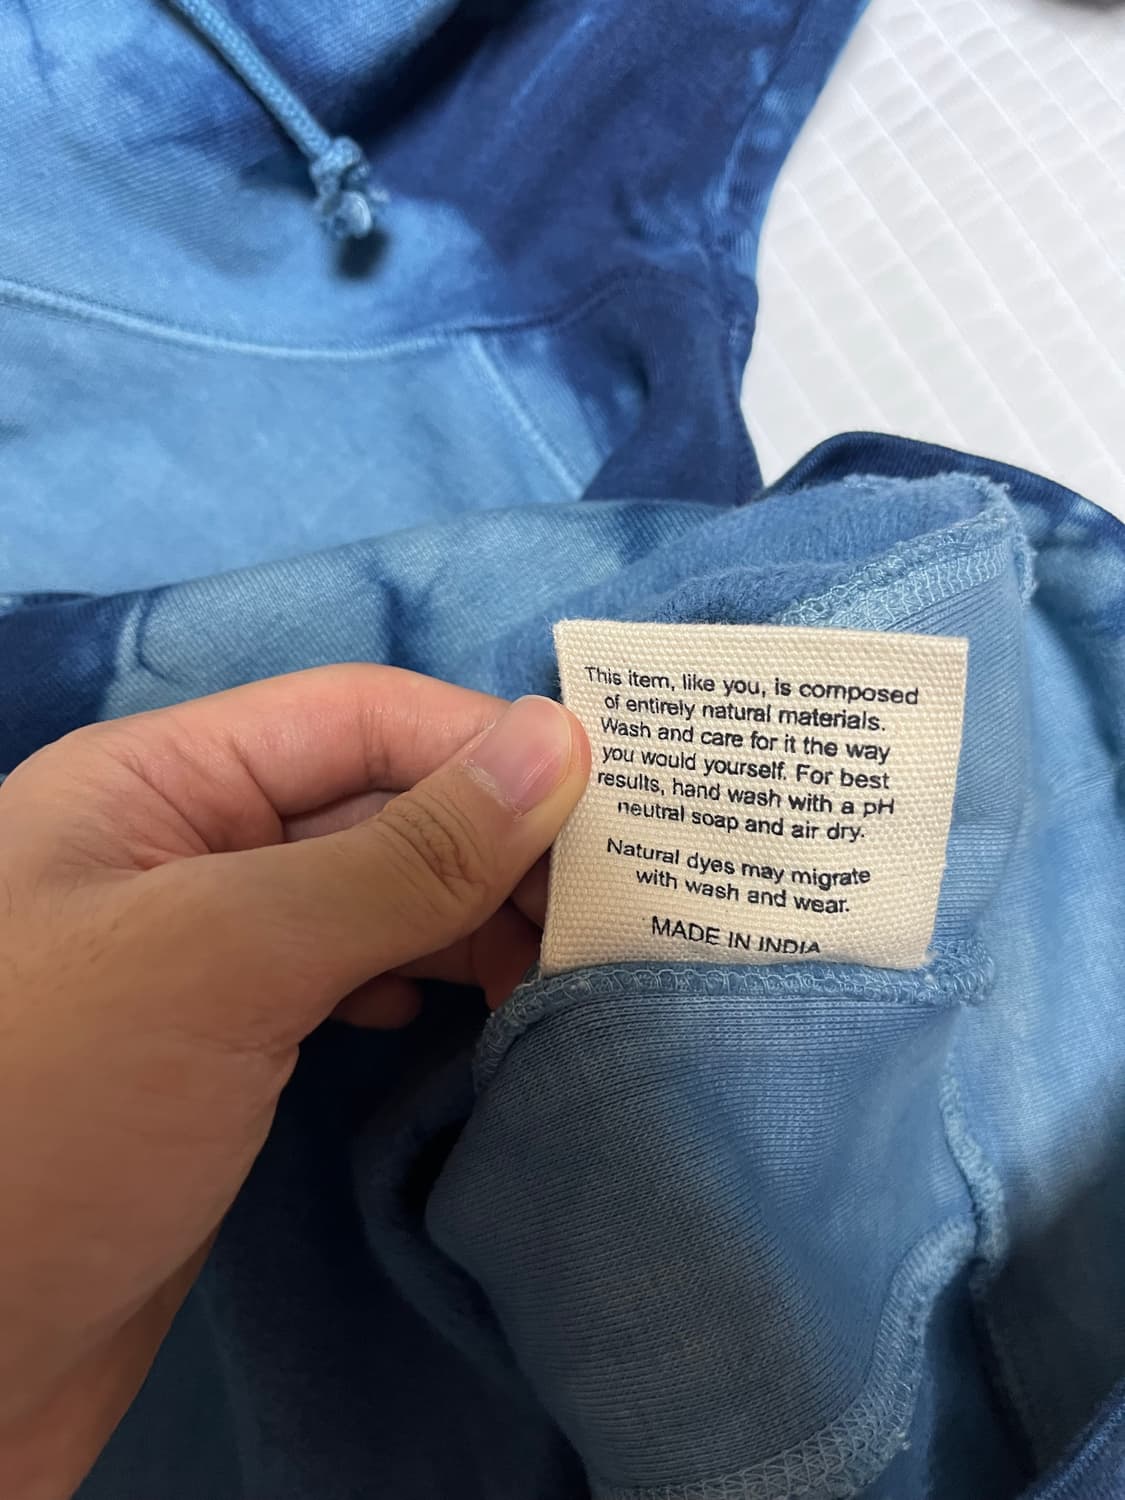 This item, like you, is composed
of entirely natural materials.
Wash and care for it the way
you would yourself. For best
results, hand wash with a pH
neutral soap and air dry.
Natural dyes may migrate
with wash and wear.
MADE IN INDIA